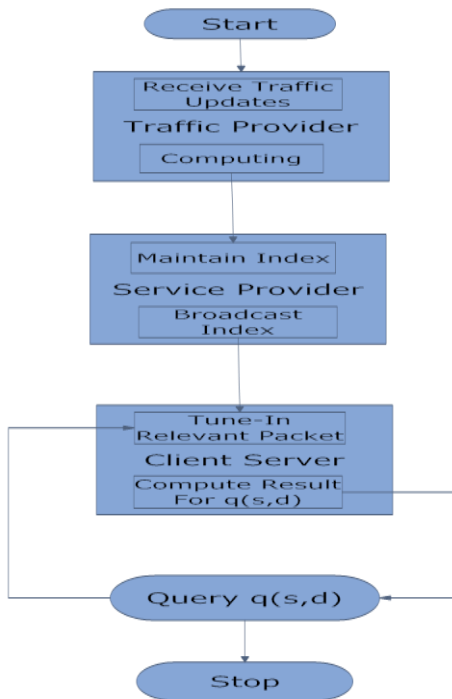 Start
Receive Traffic
Updates
Traffic Provider
Computing
Maintain Index
Service Provider
Broadcast
Index
Tune-In
Relevant Packet
Client Server
Compute Result
For q(s,d)
Query q(s,d)
Stop